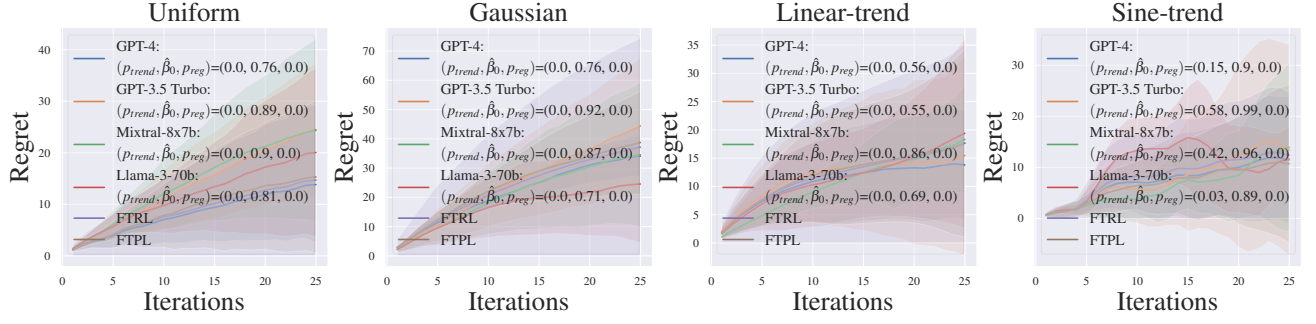 Uniform
Regret
40
30
20
10
0
GPT-4:
(p_trend, β̂_0, p_reg)=(0.0, 0.76, 0.0)
GPT-3.5 Turbo:
(p_trend, β̂_0, p_reg)=(0.0, 0.89, 0.0)
Mixtral-8x7b:
(p_trend, β̂_0, p_reg)=(0.0, 0.9, 0.0)
Llama-3-70b:
(p_trend, β̂_0, p_reg)=(0.0, 0.81, 0.0)
FTRL
FTPL
0 5 10 15 20 25
Iterations
Gaussian
Regret
70
60
50
40
30
20
10
0
GPT-4:
(p_trend, β̂_0, p_reg)=(0.0, 0.76, 0.0)
GPT-3.5 Turbo:
(p_trend, β̂_0, p_reg)=(0.0, 0.92, 0.0)
Mixtral-8x7b:
(p_trend, β̂_0, p_reg)=(0.0, 0.87, 0.0)
Llama-3-70b:
(p_trend, β̂_0, p_reg)=(0.0, 0.71, 0.0)
FTRL
FTPL
0 5 10 15 20 25
Iterations
Linear-trend
Regret
35
30
25
20
15
10
5
0
GPT-4:
(p_trend, β̂_0, p_reg)=(0.0, 0.56, 0.0)
GPT-3.5 Turbo:
(p_trend, β̂_0, p_reg)=(0.0, 0.55, 0.0)
Mixtral-8x7b:
(p_trend, β̂_0, p_reg)=(0.0, 0.86, 0.0)
Llama-3-70b:
(p_trend, β̂_0, p_reg)=(0.0, 0.69, 0.0)
FTRL
FTPL
0 5 10 15 20 25
Iterations
Sine-trend
Regret
30
20
10
0
GPT-4:
(p_trend, β̂_0, p_reg)=(0.15, 0.9, 0.0)
GPT-3.5 Turbo:
(p_trend, β̂_0, p_reg)=(0.58, 0.99, 0.0)
Mixtral-8x7b:
(p_trend, β̂_0, p_reg)=(0.42, 0.96, 0.0)
Llama-3-70b:
(p_trend, β̂_0, p_reg)=(0.03, 0.89, 0.0)
FTRL
FTPL
0 5 10 15 20 25
Iterations